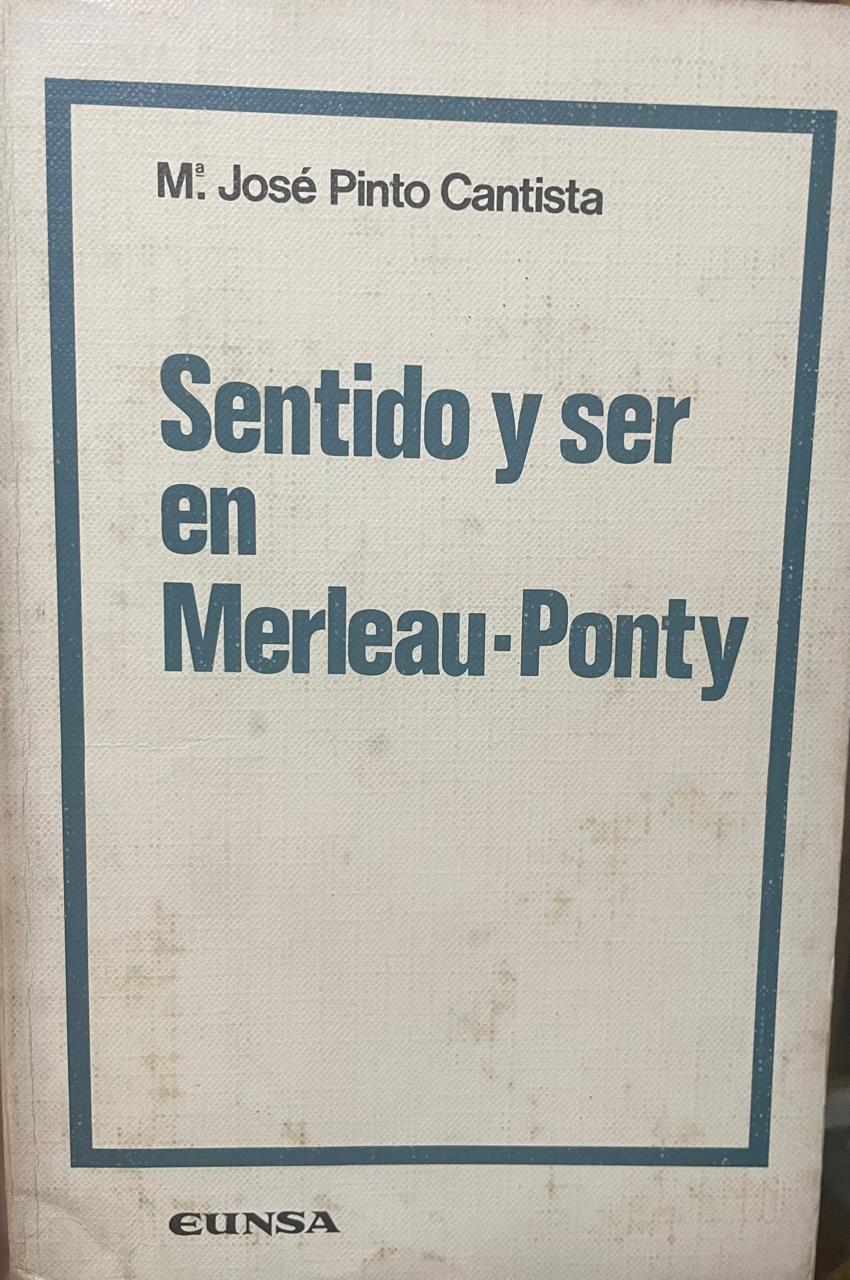 Mª. José Pinto Cantista
Sentido y ser
en
Merleau-Ponty
EUNSA